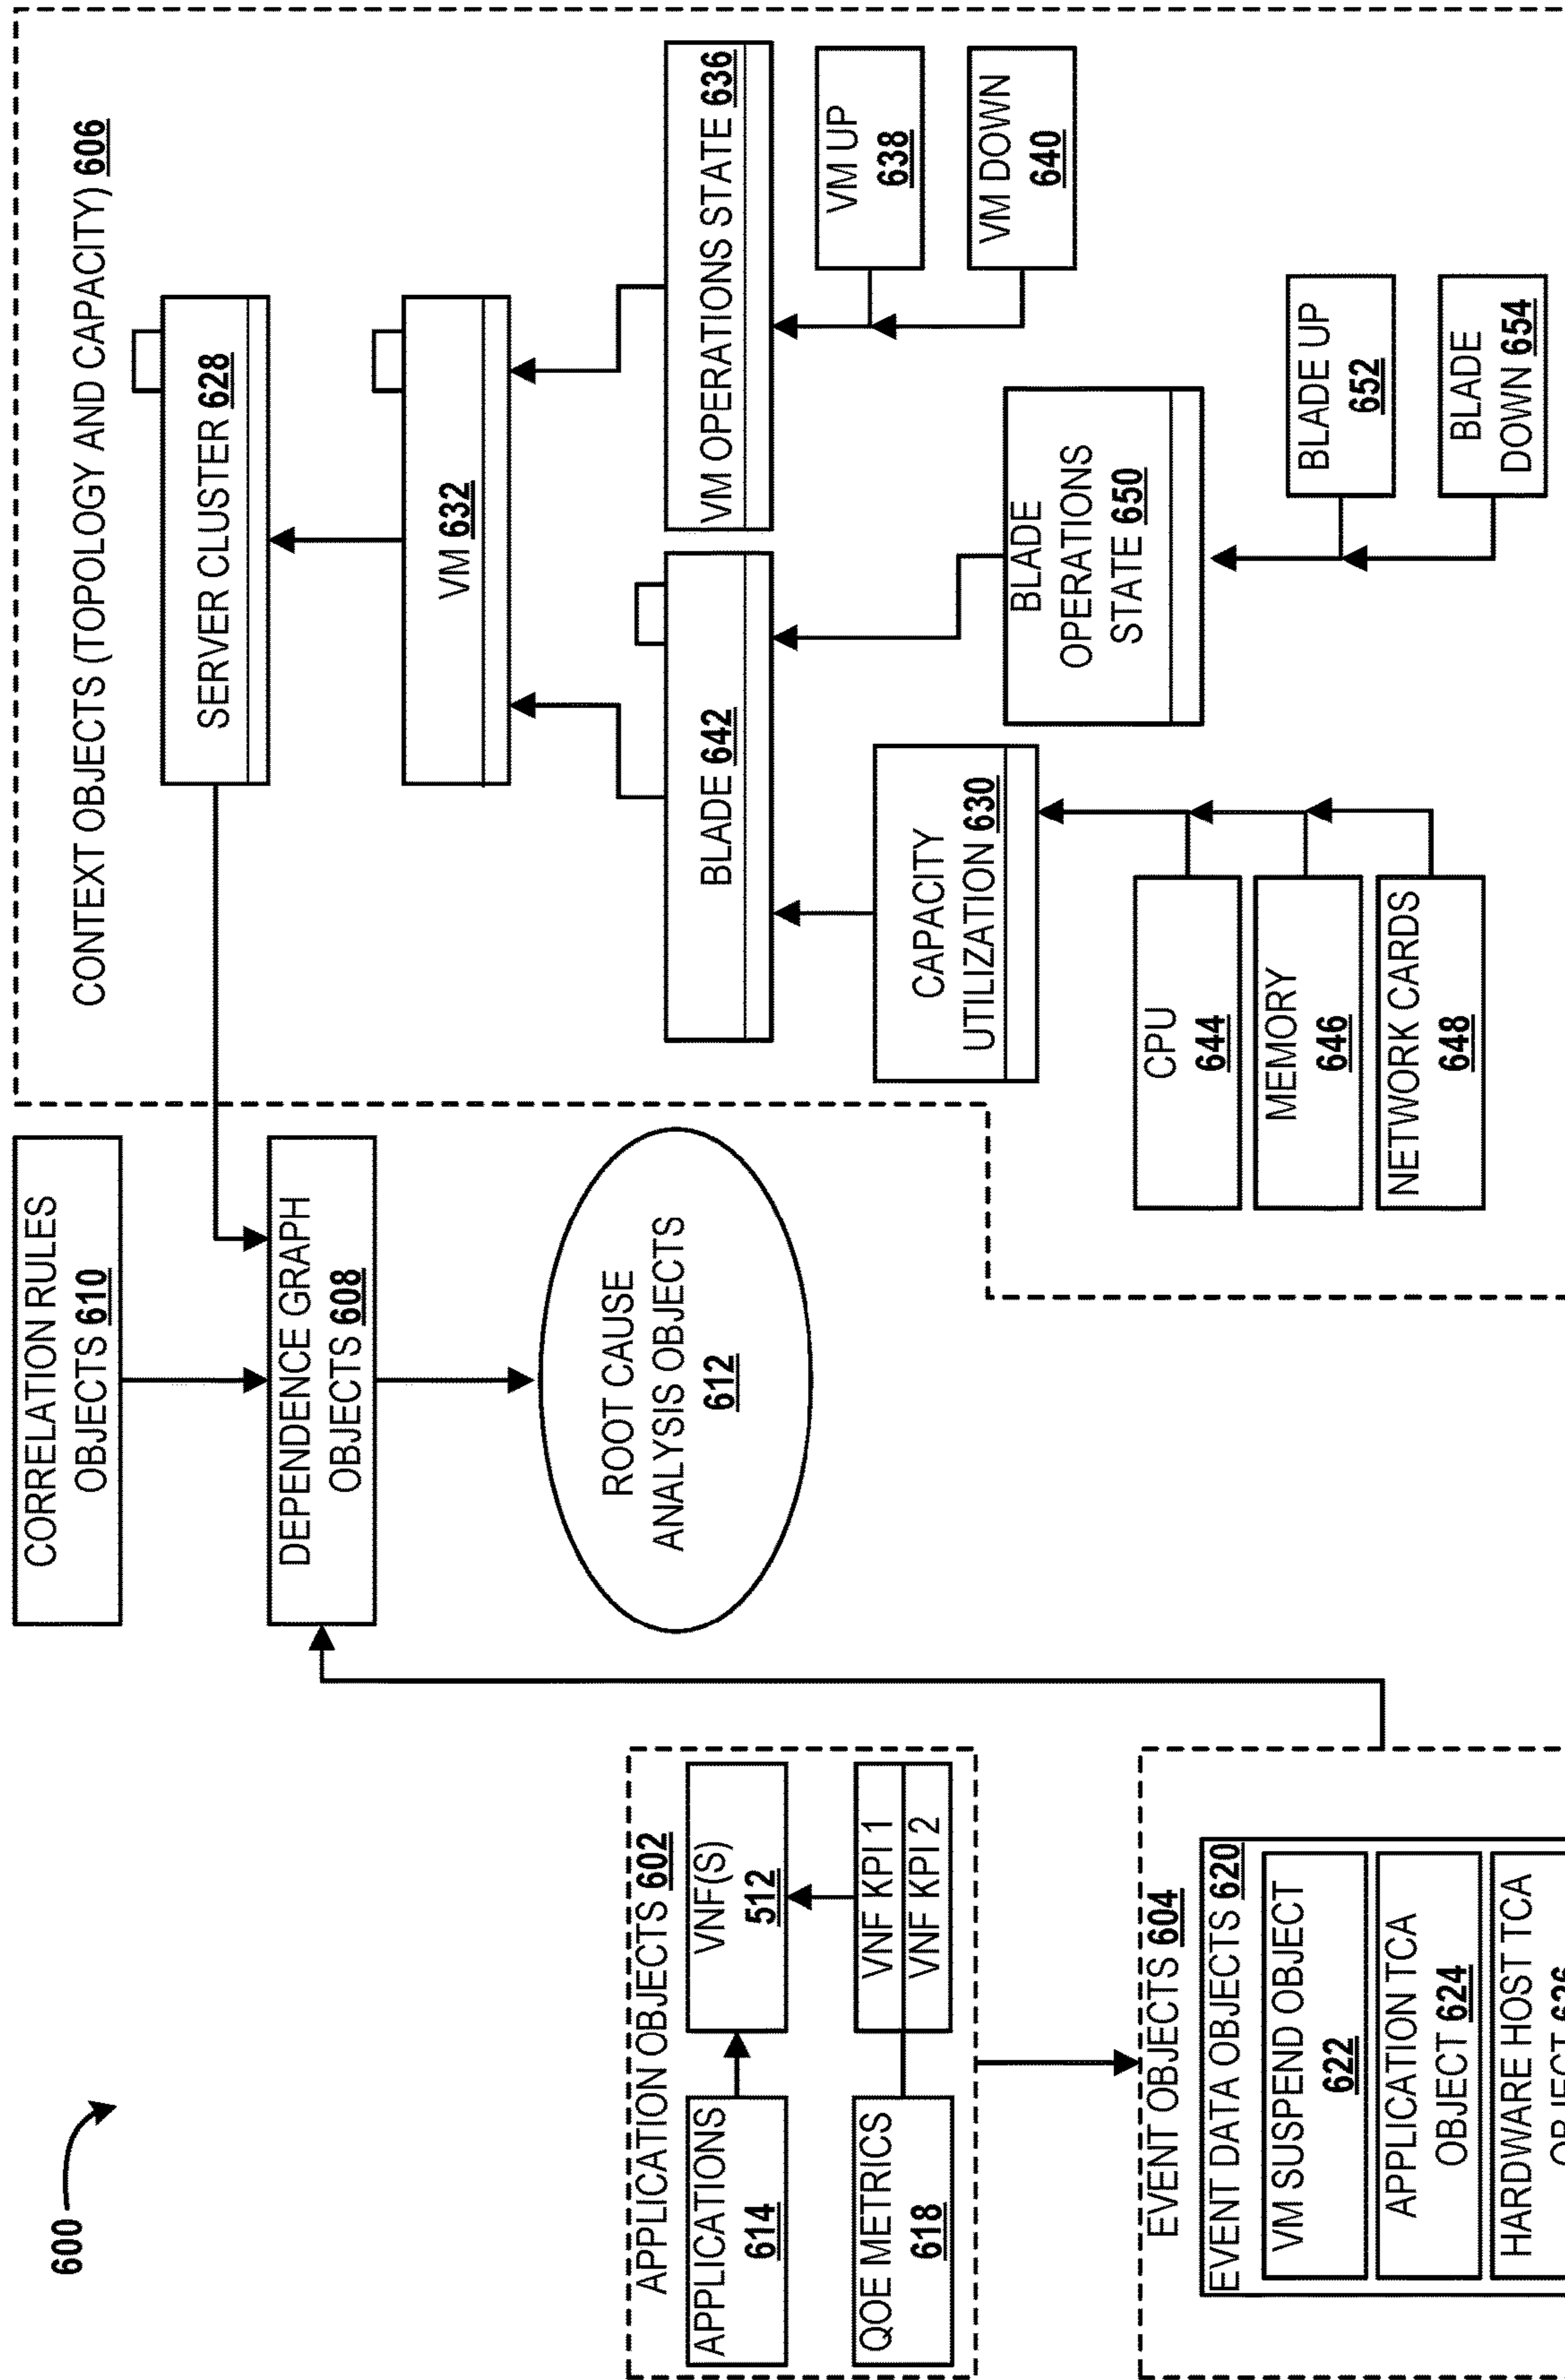 600
CORRELATION RULES
OBJECTS 610
DEPENDENCE GRAPH
OBJECTS 608
ROOT CAUSE
ANALYSIS OBJECTS
612
APPLICATION OBJECTS 602
APPLICATIONS
614
VNF(S)
512
QOE METRICS
618
VNF KPI 1
VNF KPI 2
EVENT OBJECTS 604
EVENT DATA OBJECTS 620
VM SUSPEND OBJECT
622
APPLICATION TCA
OBJECT 624
HARDWARE HOST TCA
OBJECT 626
CONTEXT OBJECTS (TOPOLOGY AND CAPACITY) 606
SERVER CLUSTER 628
VM 632
BLADE 642
VM OPERATIONS STATE 636
VM UP
638
VM DOWN
640
CAPACITY
UTILIZATION 630
BLADE
OPERATIONS
STATE 650
CPU
644
MEMORY
646
NETWORK CARDS
648
BLADE UP
652
BLADE
DOWN 654